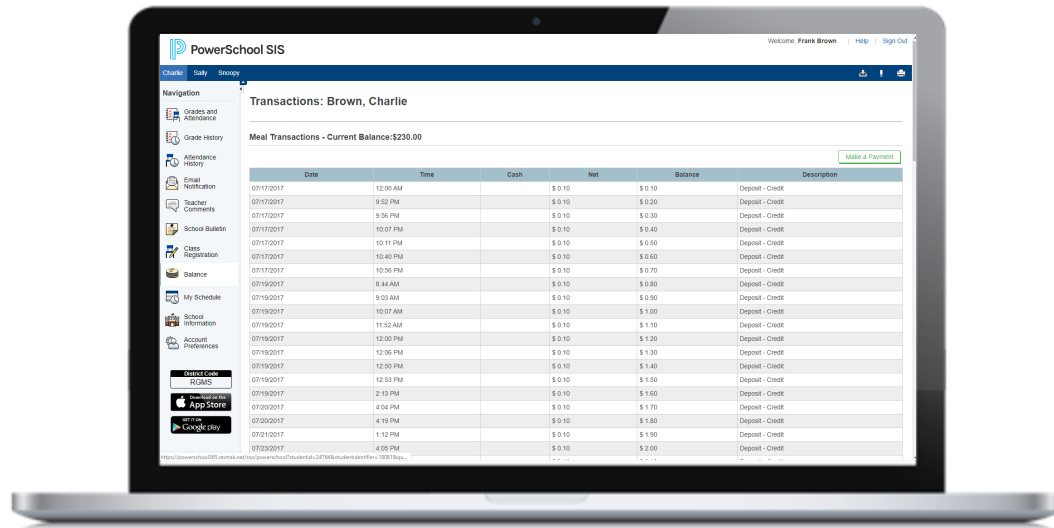 PowerSchool SIS
Welcome, Frank Brown | Help | Sign Out
Charlie Sally Snoopy
Navigation
Grades and
Attendance
Grade History
Attendance
History
Email
Notification
Teacher
Comments
School Bulletin
Class
Registration
Balance
My Schedule
School
Information
Account
Preferences
District Code
RGMS
Download on the
App Store
GET IT ON
Google play
Transactions: Brown, Charlie
Meal Transactions - Current Balance:$230.00
Make a Payment
Date Time Cash Net Balance Description
07/17/2017 12:00 AM $ 0.10 $ 0.10 Deposit - Credit
07/17/2017 9:52 PM $ 0.10 $ 0.20 Deposit - Credit
07/17/2017 9:56 PM $ 0.10 $ 0.30 Deposit - Credit
07/17/2017 10:07 PM $ 0.10 $ 0.40 Deposit - Credit
07/17/2017 10:11 PM $ 0.10 $ 0.50 Deposit - Credit
07/17/2017 10:40 PM $ 0.10 $ 0.60 Deposit - Credit
07/17/2017 10:56 PM $ 0.10 $ 0.70 Deposit - Credit
07/19/2017 8:44 AM $ 0.10 $ 0.80 Deposit - Credit
07/19/2017 9:03 AM $ 0.10 $ 0.90 Deposit - Credit
07/19/2017 10:07 AM $ 0.10 $ 1.00 Deposit - Credit
07/19/2017 11:52 AM $ 0.10 $ 1.10 Deposit - Credit
07/19/2017 12:00 PM $ 0.10 $ 1.20 Deposit - Credit
07/19/2017 12:06 PM $ 0.10 $ 1.30 Deposit - Credit
07/19/2017 12:50 PM $ 0.10 $ 1.40 Deposit - Credit
07/19/2017 12:53 PM $ 0.10 $ 1.50 Deposit - Credit
07/19/2017 2:13 PM $ 0.10 $ 1.60 Deposit - Credit
07/20/2017 4:04 PM $ 0.10 $ 1.70 Deposit - Credit
07/20/2017 4:19 PM $ 0.10 $ 1.80 Deposit - Credit
07/21/2017 1:12 PM $ 0.10 $ 1.90 Deposit - Credit
07/23/2017 4:05 PM $ 0.10 $ 2.00 Deposit - Credit